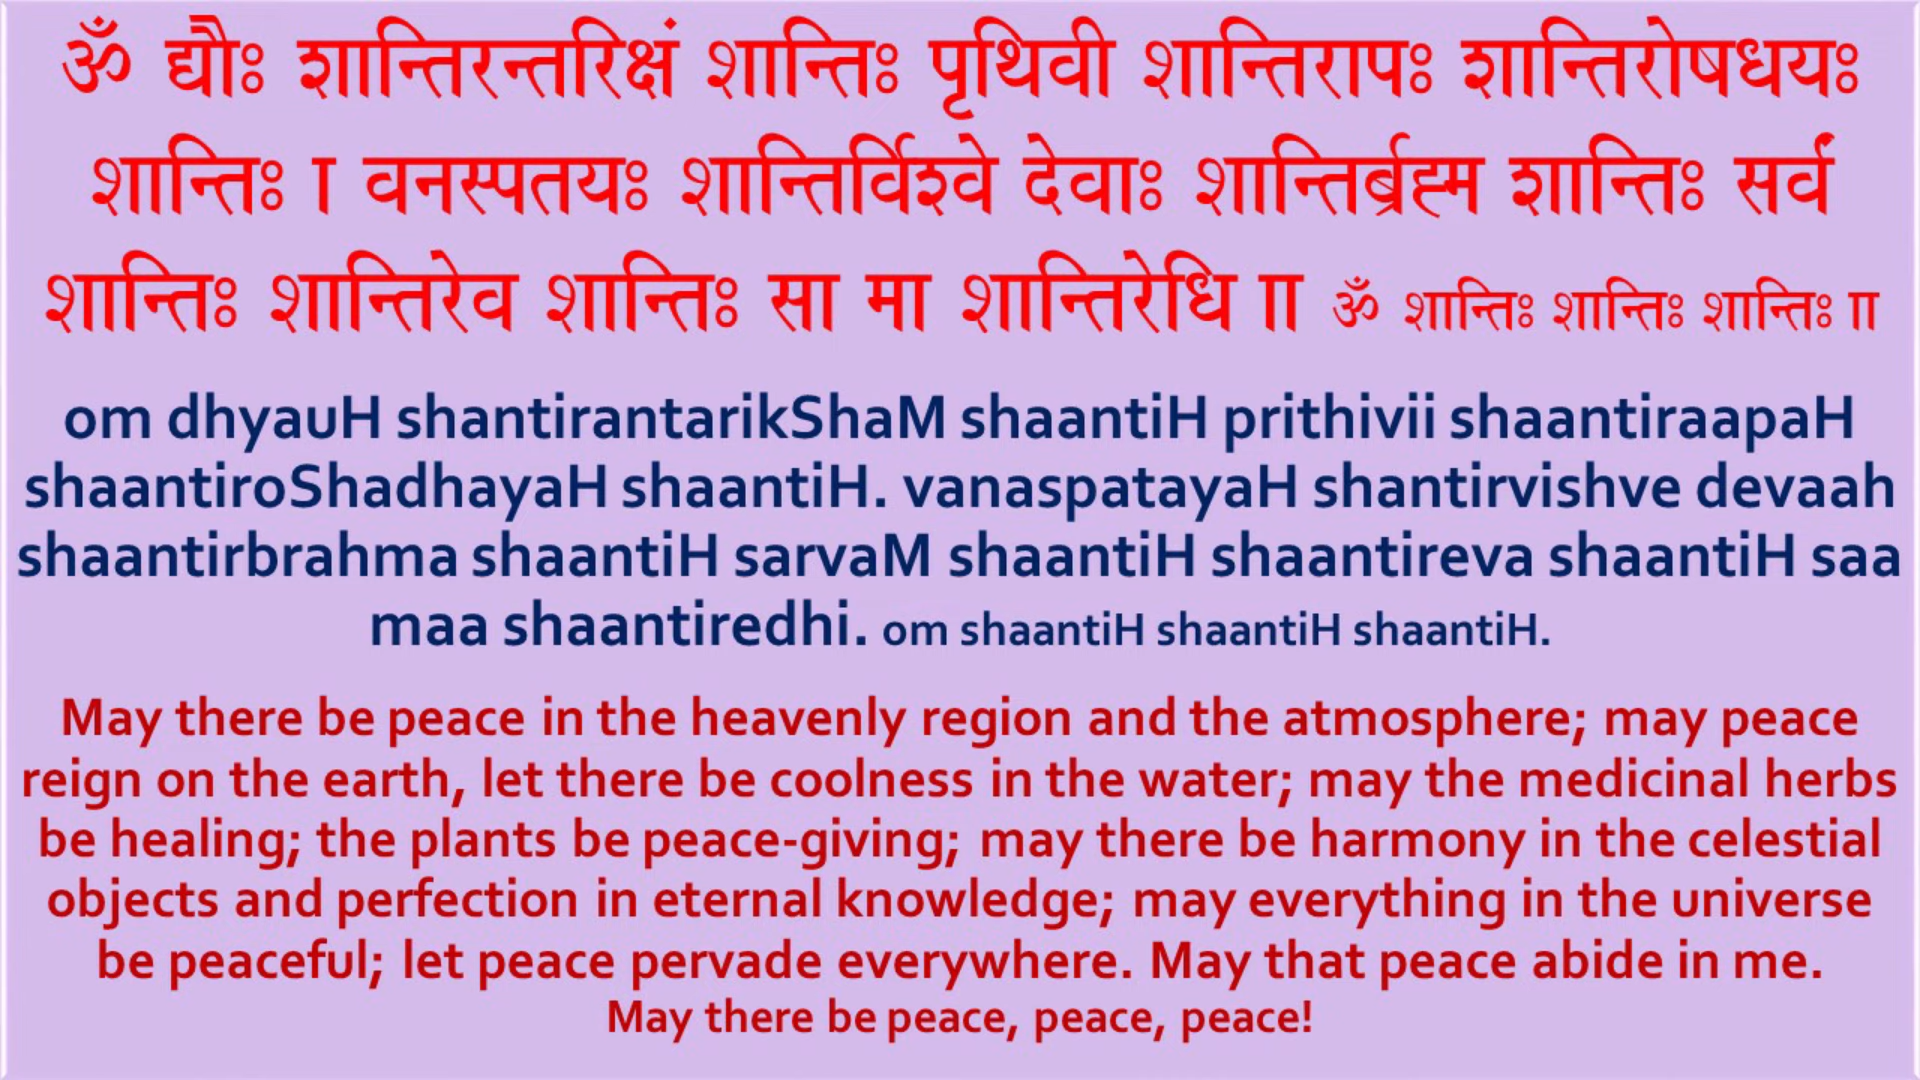 ॐ द्यौः शान्तिरन्तरिक्षं शान्तिः पृथिवी शान्तिरापः शान्तिरोषधयः
शान्तिः । वनस्पतयः शान्तिर्विश्वे देवाः शान्तिर्ब्रह्म शान्तिः सर्वं
शान्तिः शान्तिरेव शान्तिः सा मा शान्तिरेधि ॥ ॐ शान्तिः शान्तिः शान्तिः ॥
om dhyauH shantirantarikShaM shaantiH prithivii shaantiraapaH
shaantiroShadhayaH shaantiH. vanaspatayaH shantirvishve devaah
shaantirbrahma shaantiH sarvaM shaantiH shaantireva shaantiH saa
maa shaantiredhi. om shaantiH shaantiH shaantiH.
May there be peace in the heavenly region and the atmosphere; may peace
reign on the earth, let there be coolness in the water; may the medicinal herbs
be healing; the plants be peace-giving; may there be harmony in the celestial
objects and perfection in eternal knowledge; may everything in the universe
be peaceful; let peace pervade everywhere. May that peace abide in me.
May there be peace, peace, peace!